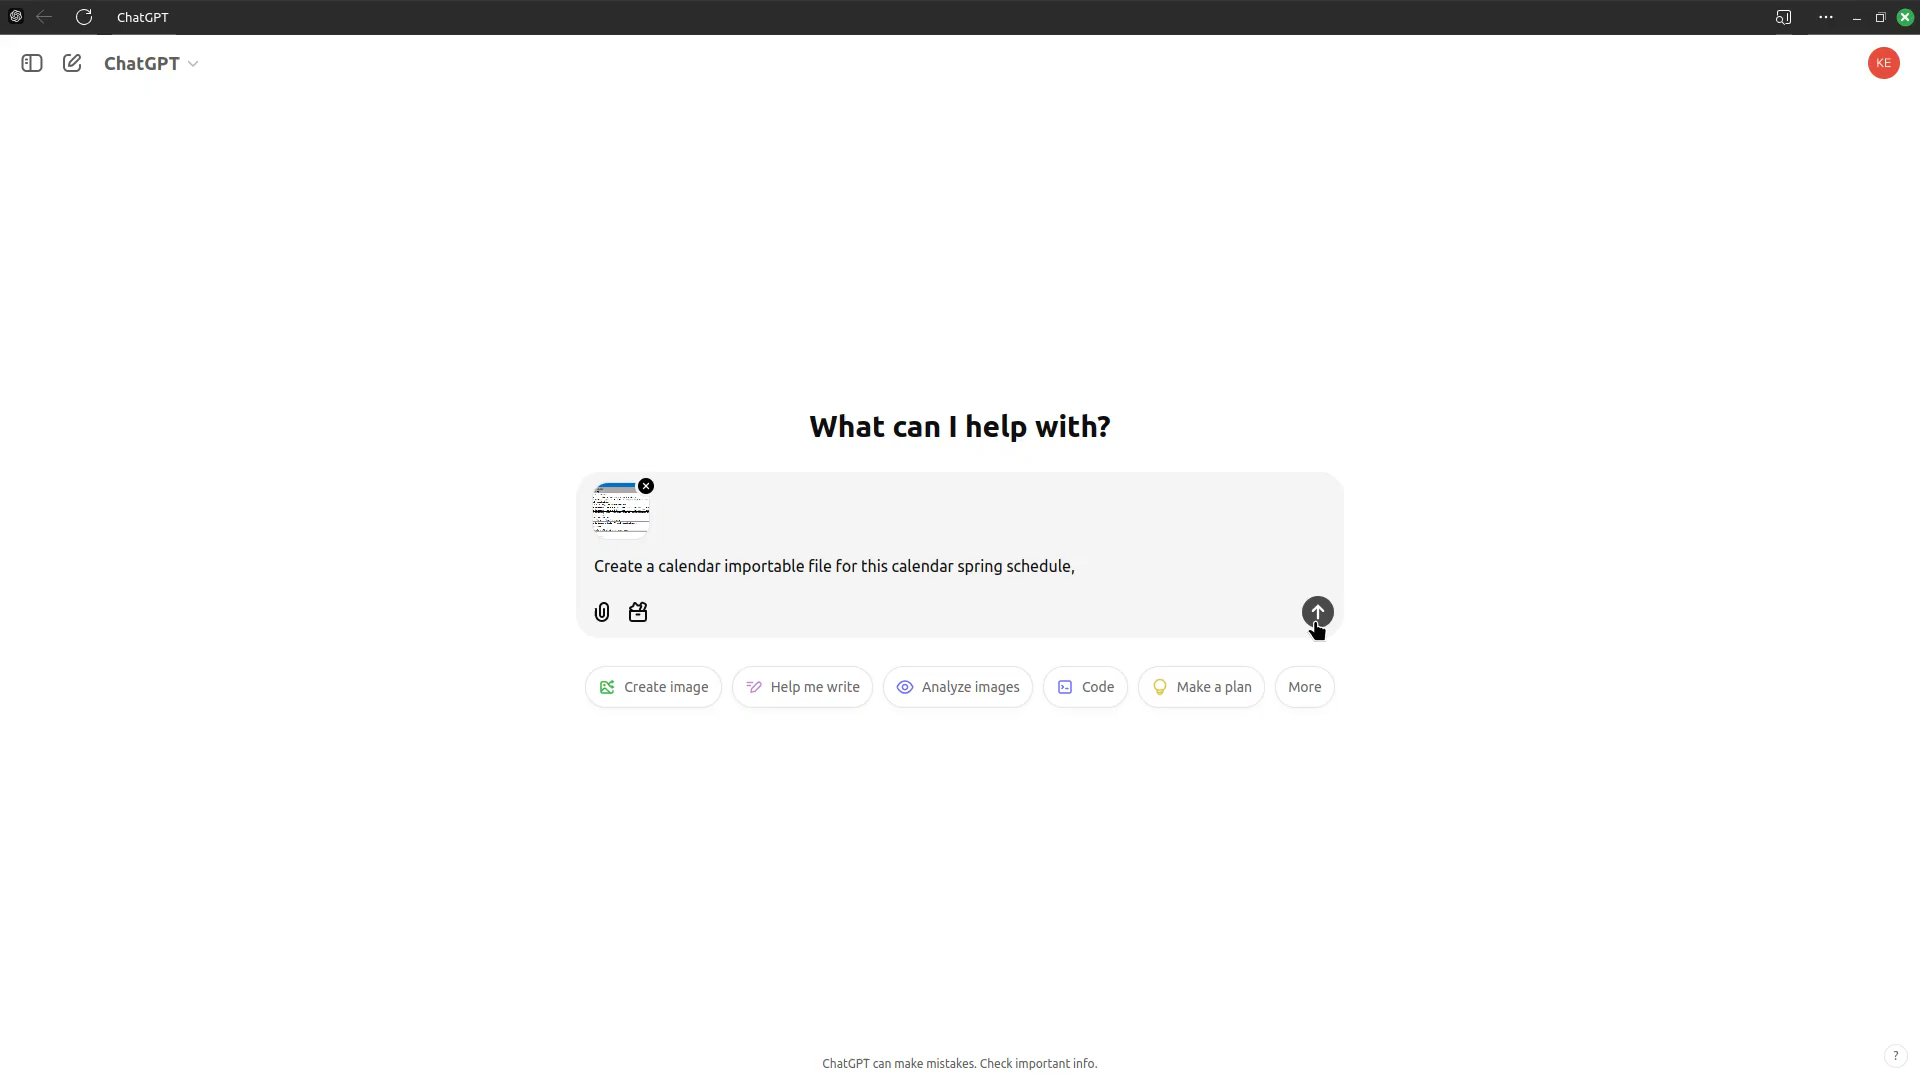 ChatGPT
ChatGPT
KE
What can I help with?
Create a calendar importable file for this calendar spring schedule,
Create image
Help me write
Analyze images
Code
Make a plan
More
ChatGPT can make mistakes. Check important info.
?